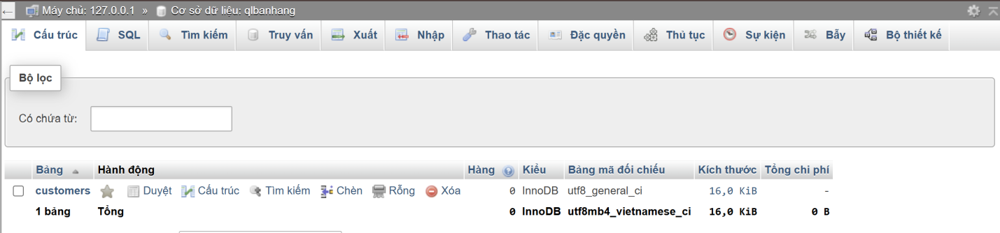 Máy chủ: 127.0.0.1 » Cơ sở dữ liệu: qlbanhang
Cấu trúc SQL Tìm kiếm Truy vấn Xuất Nhập Thao tác Đặc quyền Thủ tục Sự kiện Bẫy Bộ thiết kế
Bộ lọc
Có chứa từ:
Bảng Hành động Hàng Kiểu Bảng mã đối chiếu Kích thước Tổng chi phí
customers Duyệt Cấu trúc Tìm kiếm Chèn Rỗng Xóa 0 InnoDB utf8_general_ci 16,0 KiB -
1 bảng Tổng 0 InnoDB utf8mb4_vietnamese_ci 16,0 KiB 0 B